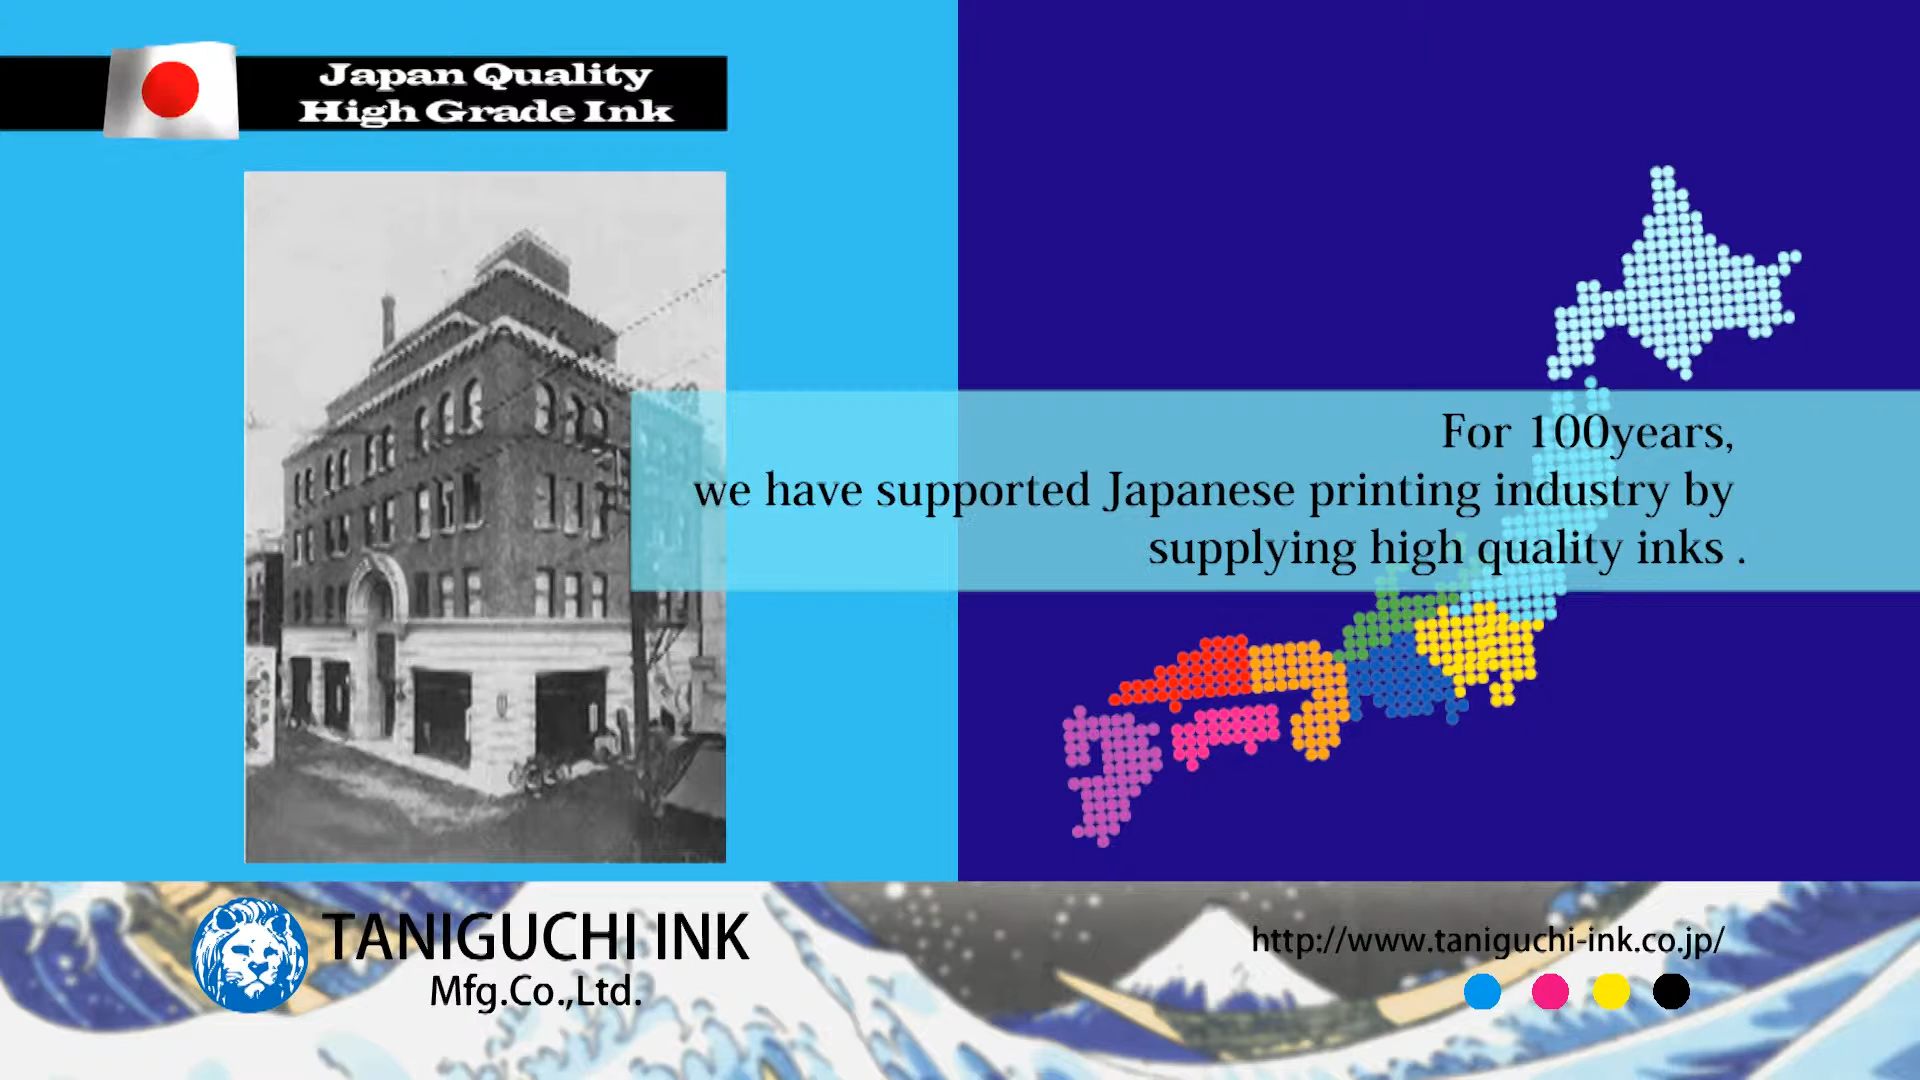 Japan Quality
High Grade Ink
For 100years,
we have supported Japanese printing industry by
supplying high quality inks .
TANIGUCHI INK
Mfg.Co.,Ltd.
http://www.taniguchi-ink.co.jp/